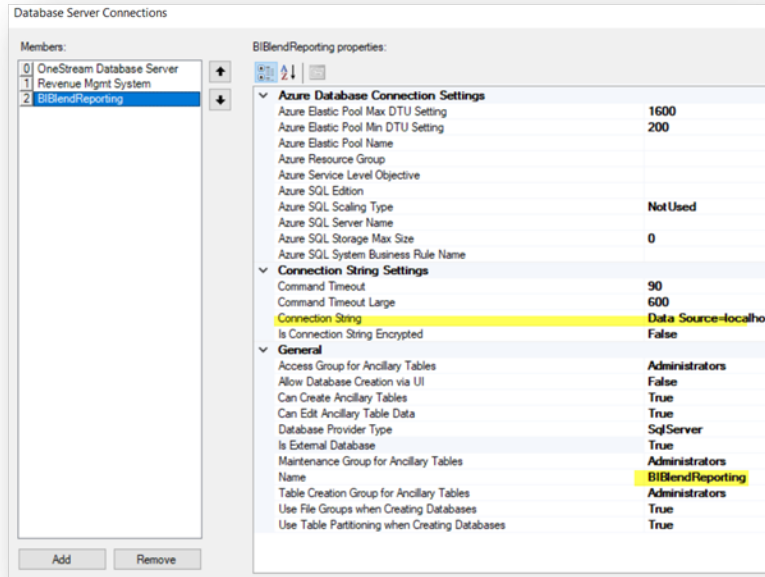 Database Server Connections
Members:
0 OneStream Database Server
1 Revenue Mgmt System
2 BIBlendReporting
Add
Remove
BIBlendReporting properties:
Azure Database Connection Settings
Azure Elastic Pool Max DTU Setting 1600
Azure Elastic Pool Min DTU Setting 200
Azure Elastic Pool Name
Azure Resource Group
Azure Service Level Objective
Azure SQL Edition
Azure SQL Scaling Type NotUsed
Azure SQL Server Name
Azure SQL Storage Max Size 0
Azure SQL System Business Rule Name
Connection String Settings
Command Timeout 90
Command Timeout Large 600
Connection String Data Source=localho
Is Connection String Encrypted False
General
Access Group for Ancillary Tables Administrators
Allow Database Creation via UI False
Can Create Ancillary Tables True
Can Edit Ancillary Table Data True
Database Provider Type SqlServer
Is External Database True
Maintenance Group for Ancillary Tables Administrators
Name BIBlendReporting
Table Creation Group for Ancillary Tables Administrators
Use File Groups when Creating Databases True
Use Table Partitioning when Creating Databases True